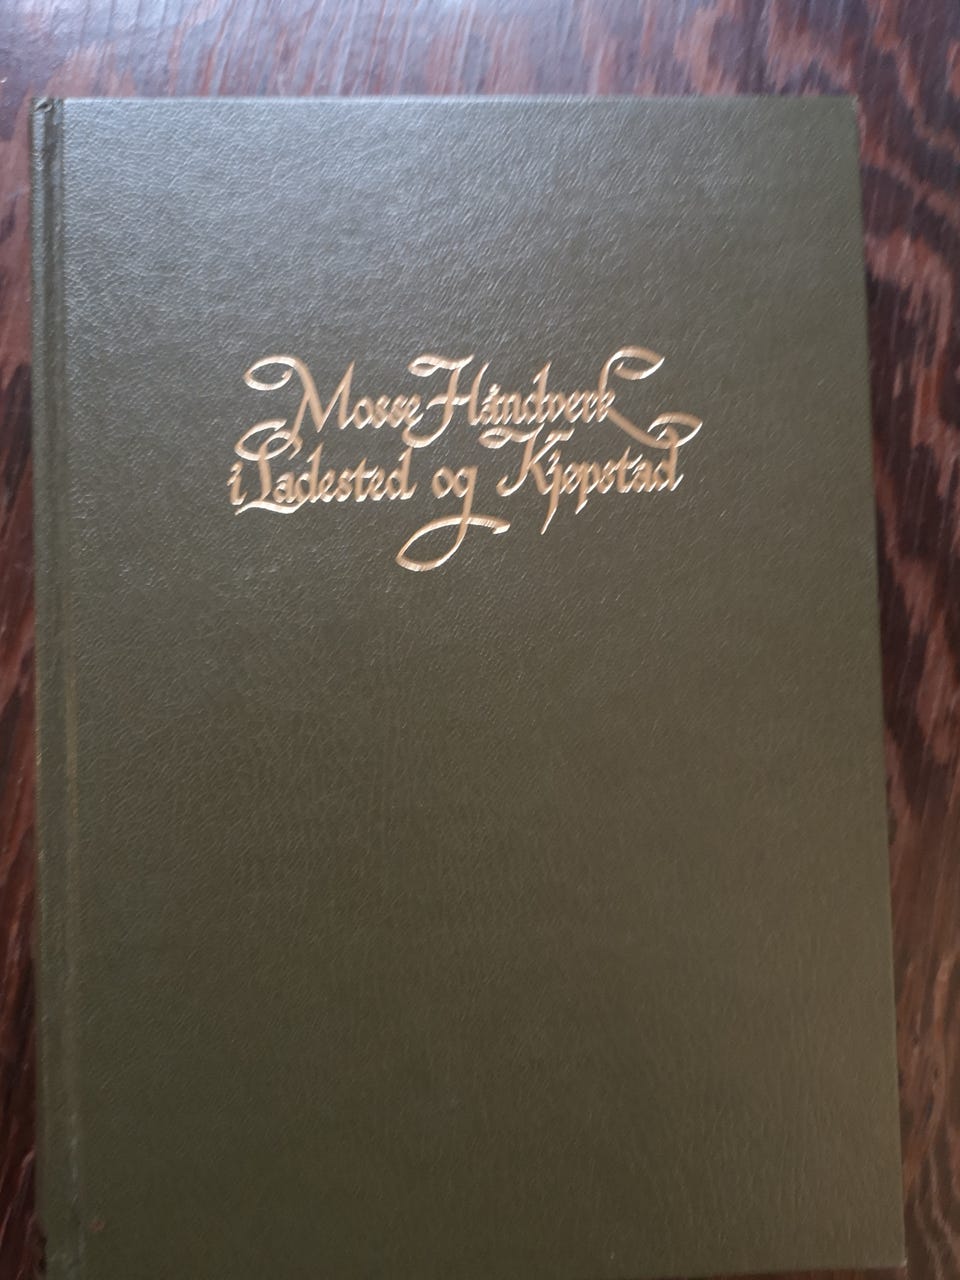 Mosse Håndverk
i Ladested og Kjøpstad